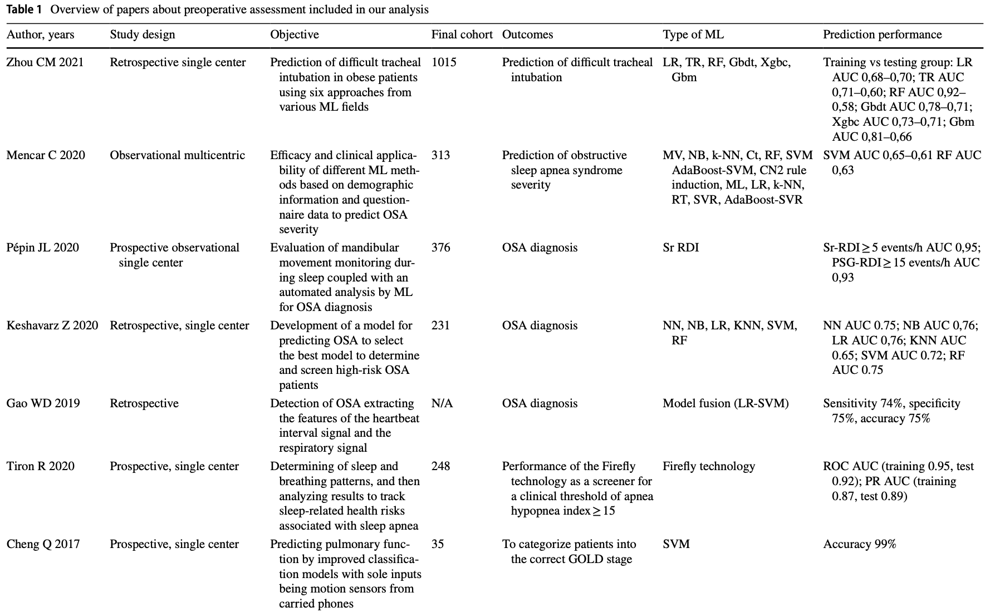 Table 1 Overview of papers about preoperative assessment included in our analysis
Author, years Study design Objective Final cohort Outcomes Type of ML Prediction performance
Zhou CM 2021 Retrospective single center Prediction of difficult tracheal 1015 Prediction of difficult tracheal LR, TR, RF, Gbdt, Xgbc, Training vs testing group: LR
intubation in obese patients intubation Gbm AUC 0,68–0,70; TR AUC
using six approaches from 0,71–0,60; RF AUC 0,92–
various ML fields 0,58; Gbdt AUC 0,78–0,71;
Xgbc AUC 0,73–0,71; Gbm
AUC 0,81–0,66
Mencar C 2020 Observational multicentric Efficacy and clinical applica- 313 Prediction of obstructive MV, NB, k-NN, Ct, RF, SVM SVM AUC 0,65–0,61 RF AUC
bility of different ML meth- sleep apnea syndrome AdaBoost-SVM, CN2 rule 0,63
ods based on demographic severity induction, ML, LR, k-NN,
information and question- RT, SVR, AdaBoost-SVR
naire data to predict OSA
severity
Pépin JL 2020 Prospective observational Evaluation of mandibular 376 OSA diagnosis Sr RDI Sr-RDI ≥ 5 events/h AUC 0,95;
single center movement monitoring dur- PSG-RDI ≥ 15 events/h AUC
ing sleep coupled with an 0,93
automated analysis by ML
for OSA diagnosis
Keshavarz Z 2020 Retrospective, single center Development of a model for 231 OSA diagnosis NN, NB, LR, KNN, SVM, NN AUC 0.75; NB AUC 0,76;
predicting OSA to select RF LR AUC 0,76; KNN AUC
the best model to determine 0.65; SVM AUC 0.72; RF
and screen high-risk OSA AUC 0.75
patients
Gao WD 2019 Retrospective Detection of OSA extracting N/A OSA diagnosis Model fusion (LR-SVM) Sensitivity 74%, specificity
the features of the heartbeat 75%, accuracy 75%
interval signal and the
respiratory signal
Tiron R 2020 Prospective, single center Determining of sleep and 248 Performance of the Firefly Firefly technology ROC AUC (training 0.95, test
breathing patterns, and then technology as a screener for 0.92); PR AUC (training
analyzing results to track a clinical threshold of apnea 0.87, test 0.89)
sleep-related health risks hypopnea index ≥ 15
associated with sleep apnea
Cheng Q 2017 Prospective, single center Predicting pulmonary func- 35 To categorize patients into SVM Accuracy 99%
tion by improved classifica- the correct GOLD stage
tion models with sole inputs
being motion sensors from
carried phones